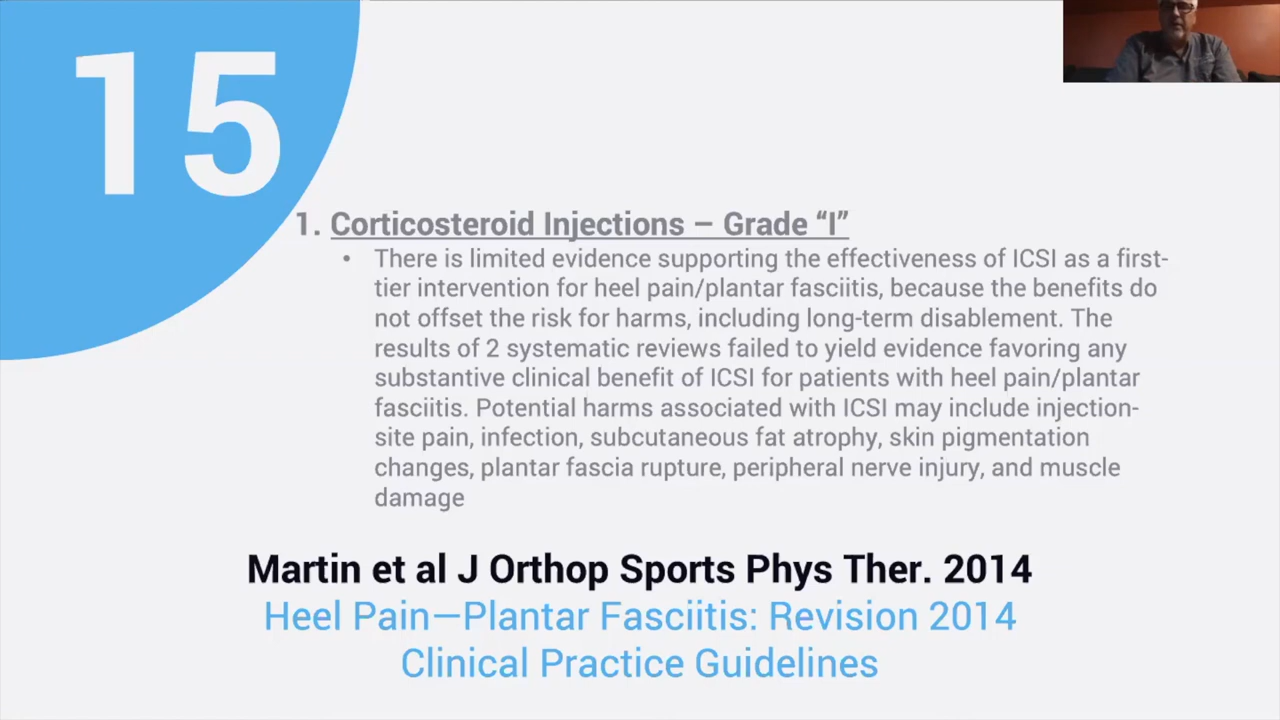 15
1. Corticosteroid Injections – Grade “I”
• There is limited evidence supporting the effectiveness of ICSI as a first-
tier intervention for heel pain/plantar fasciitis, because the benefits do
not offset the risk for harms, including long-term disablement. The
results of 2 systematic reviews failed to yield evidence favoring any
substantive clinical benefit of ICSI for patients with heel pain/plantar
fasciitis. Potential harms associated with ICSI may include injection-
site pain, infection, subcutaneous fat atrophy, skin pigmentation
changes, plantar fascia rupture, peripheral nerve injury, and muscle
damage
Martin et al J Orthop Sports Phys Ther. 2014
Heel Pain—Plantar Fasciitis: Revision 2014
Clinical Practice Guidelines